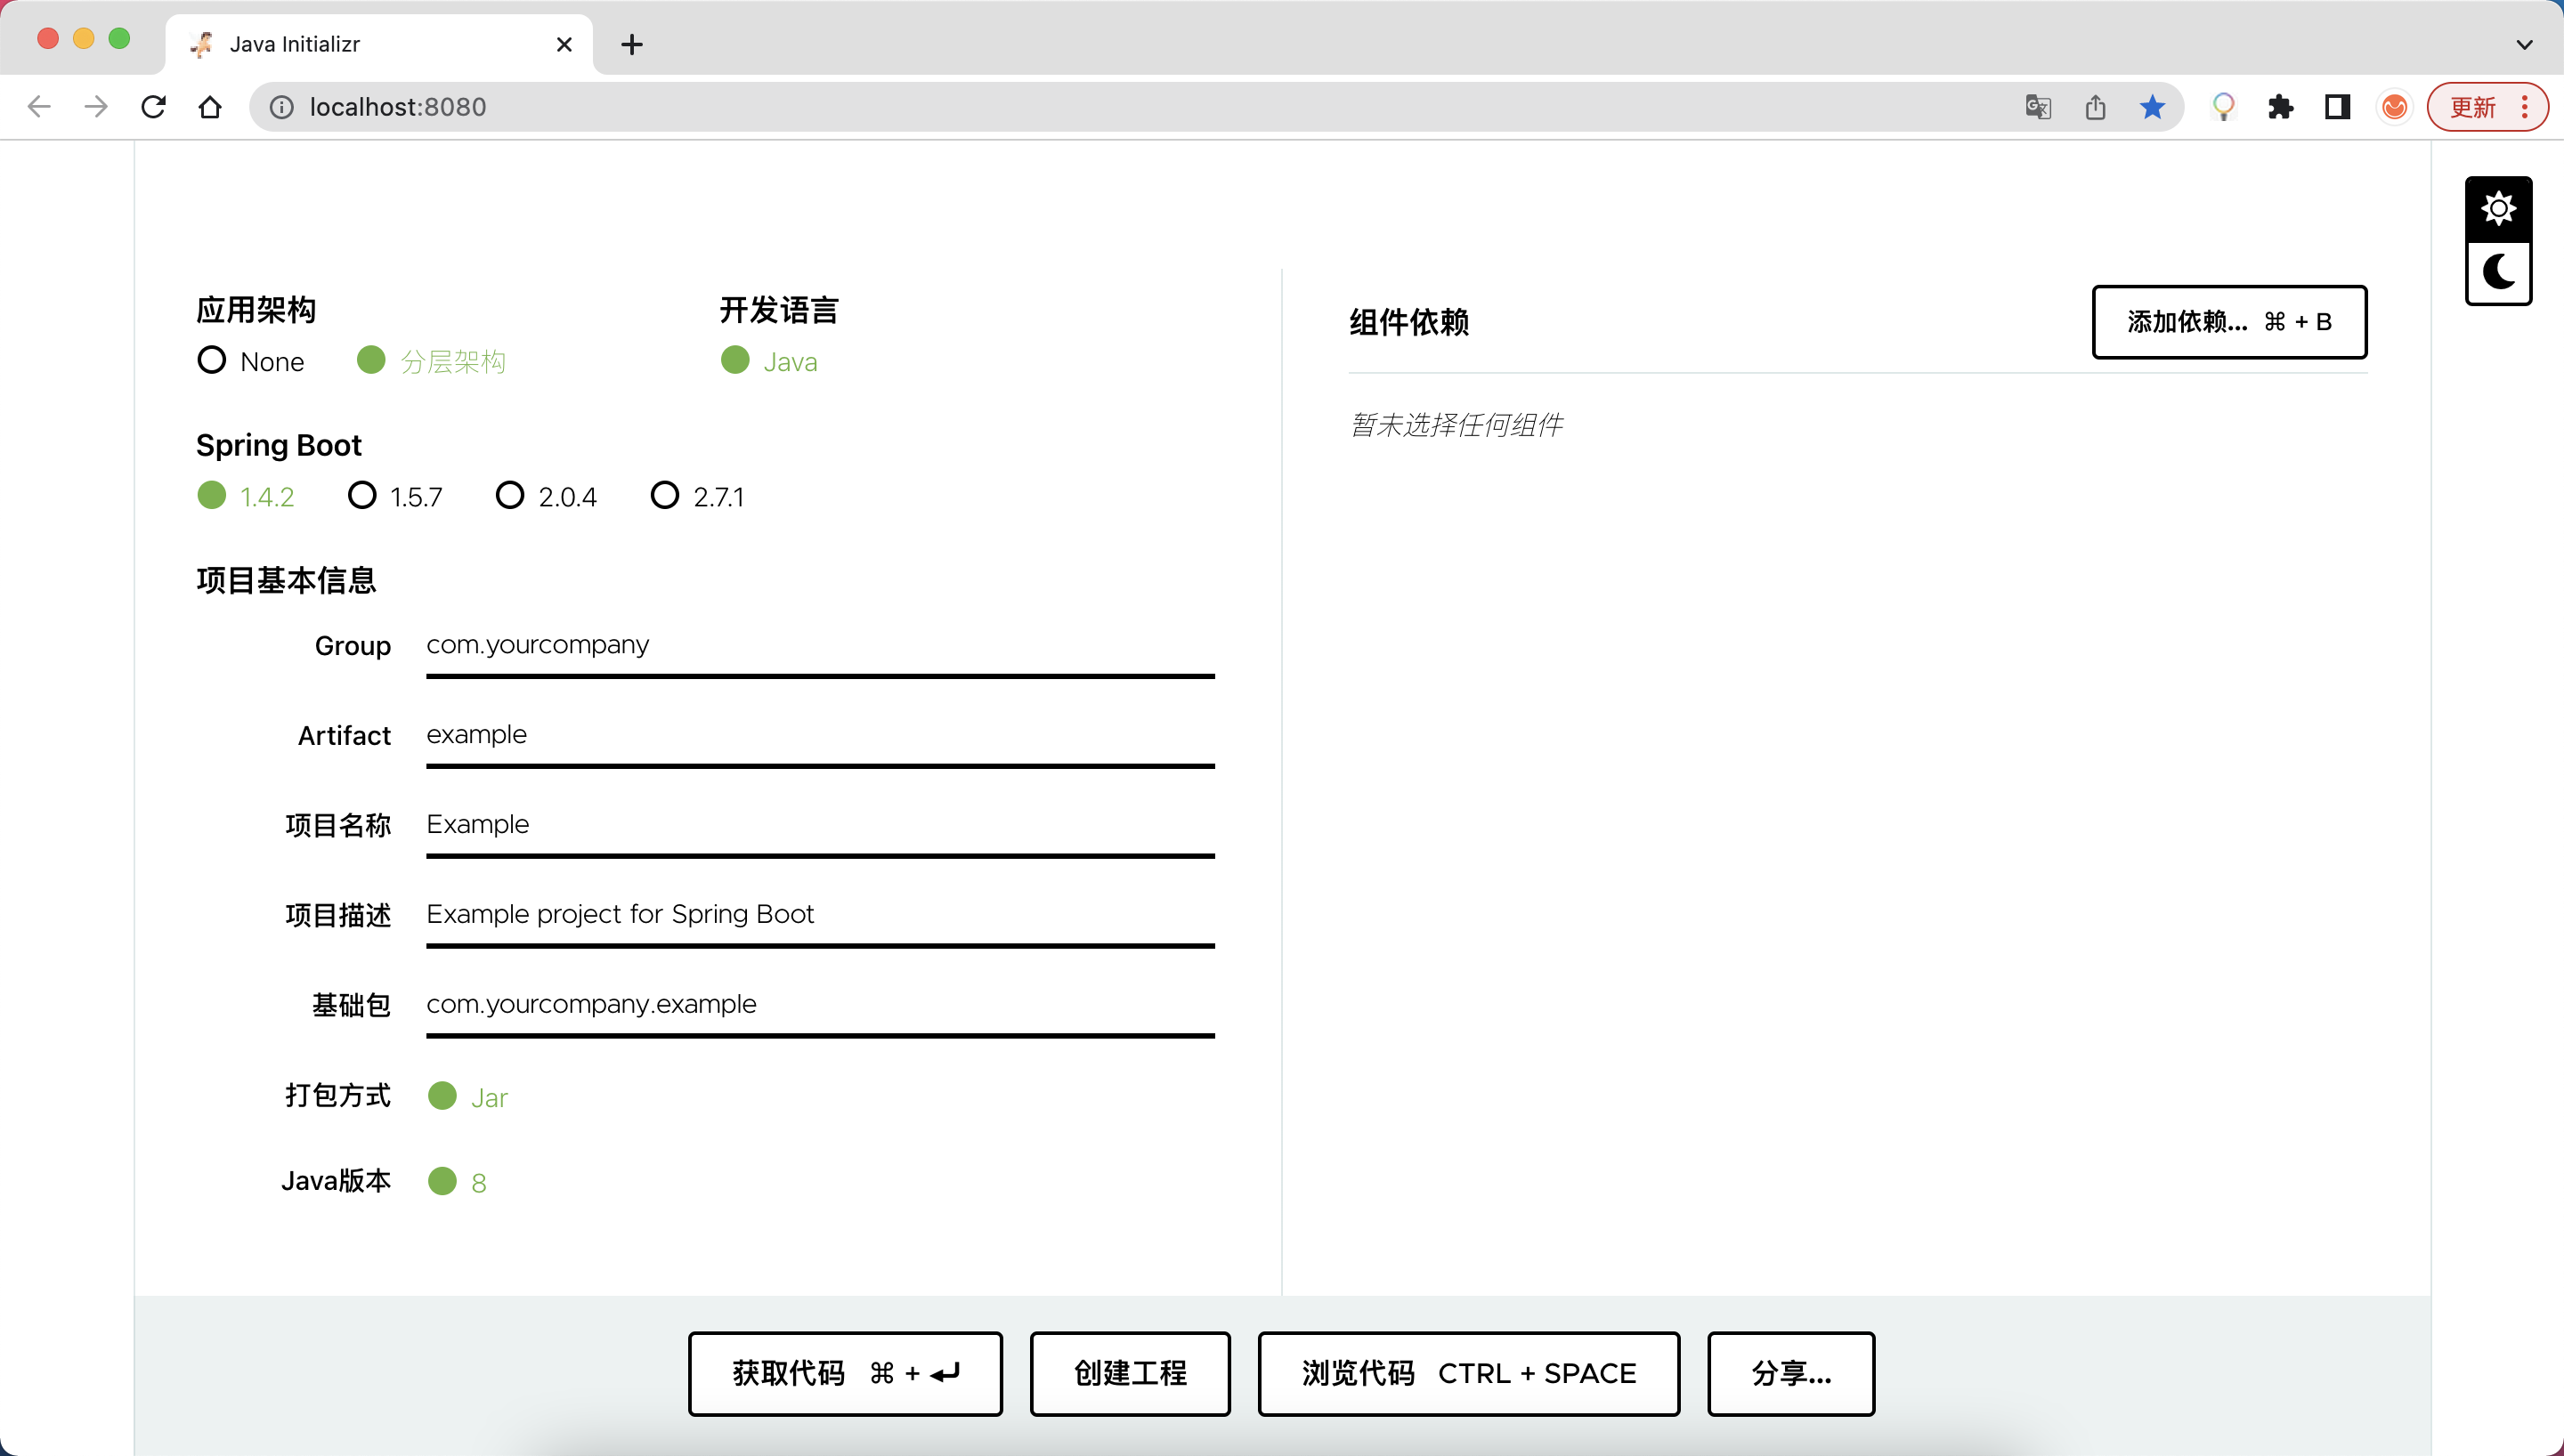 Java Initializr
localhost:8080
更新
应用架构
None 分层架构
开发语言
Java
Spring Boot
1.4.2 1.5.7 2.0.4 2.7.1
项目基本信息
Group com.yourcompany
Artifact example
项目名称 Example
项目描述 Example project for Spring Boot
基础包 com.yourcompany.example
打包方式 Jar
Java版本 8
组件依赖
添加依赖... ⌘ + B
暂未选择任何组件
获取代码 ⌘ + ⏎
创建工程
浏览代码 CTRL + SPACE
分享...